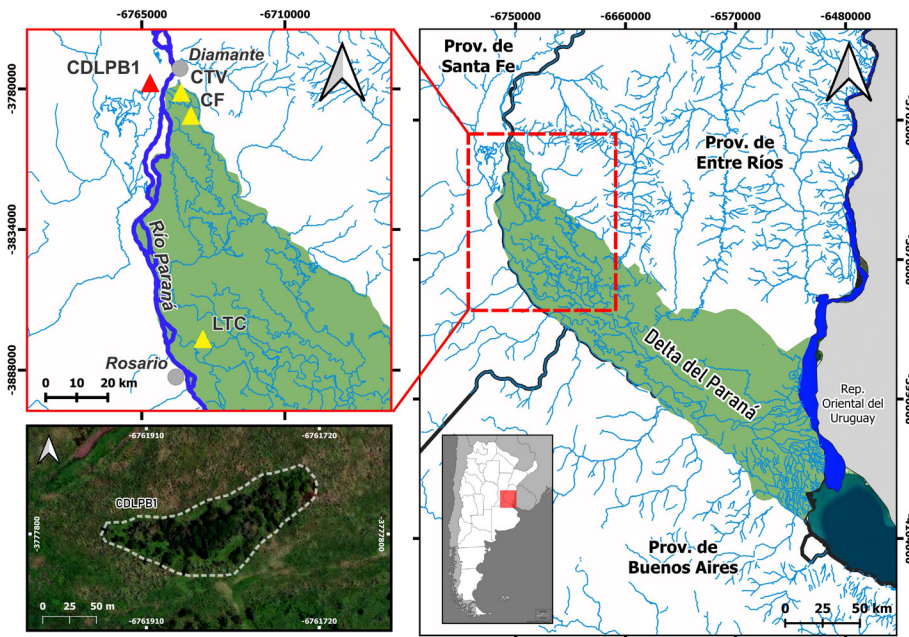 -6765000
-6710000
-3780000
-3834000
-3888000
Diamante
CDLPB1
CTV
CF
Río Paraná
LTC
Rosario
0 10 20 km
-6761910
-6761720
CDLPB1
-3777800
-3777800
0 25 50 m
-6761910
-6761720
-6750000
-6660000
-6570000
-6480000
Prov. de
Santa Fe
Prov. de
Entre Ríos
Delta del Paraná
Rep.
Oriental del
Uruguay
Prov. de
Buenos Aires
0 25 50 km